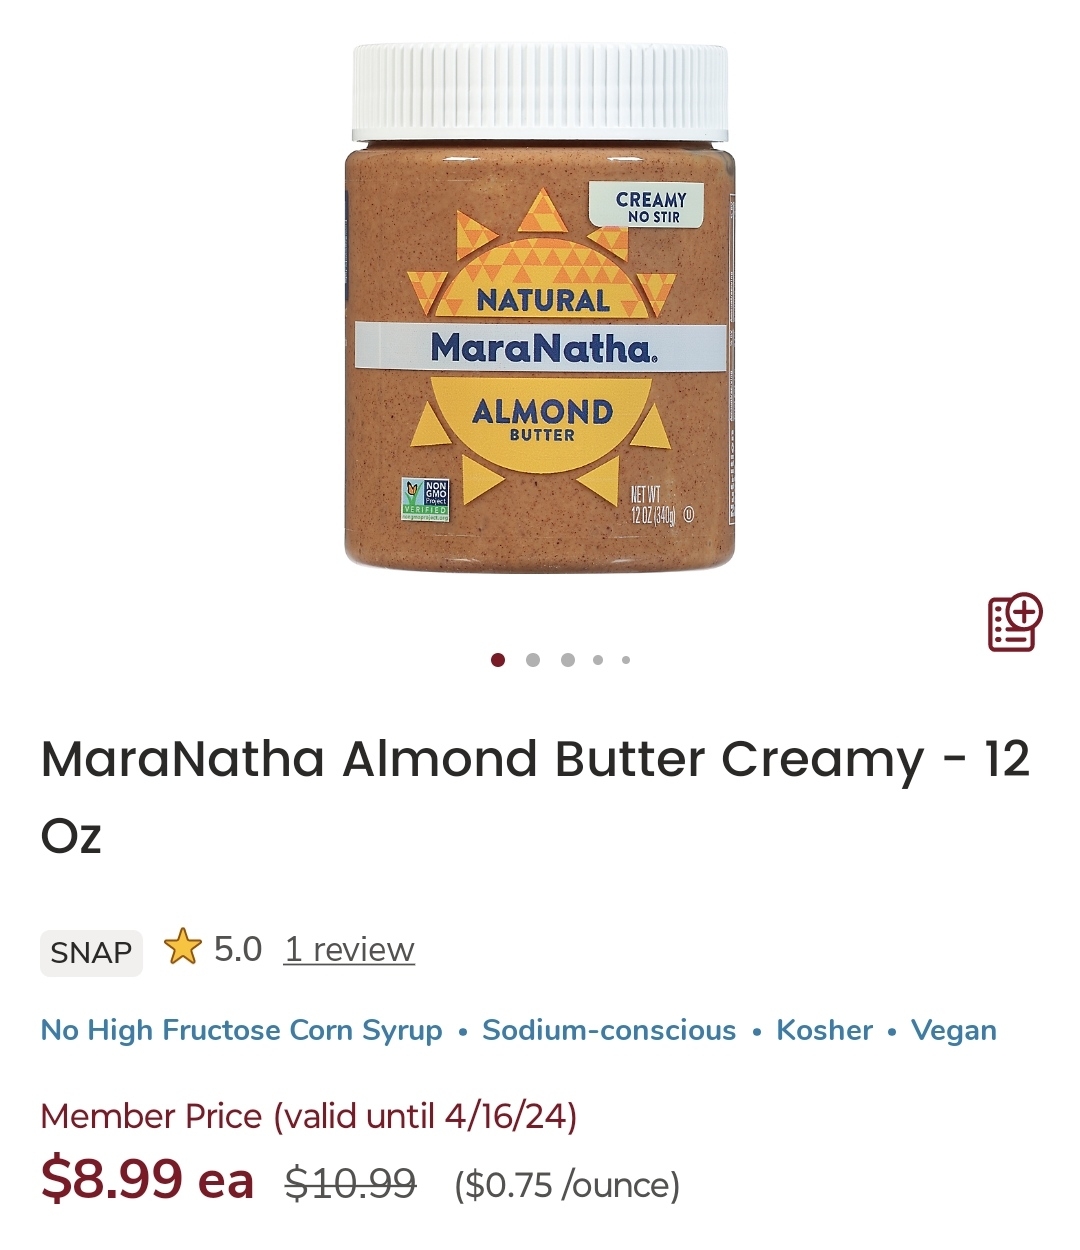 CREAMY
NO STIR
NATURAL
MaraNatha®
ALMOND
BUTTER
NON
GMO
Project
VERIFIED
nongmoproject.org
NET WT
12 OZ (340g) U
MaraNatha Almond Butter Creamy - 12
Oz
SNAP 5.0 1 review
No High Fructose Corn Syrup • Sodium-conscious • Kosher • Vegan
Member Price (valid until 4/16/24)
$8.99 ea $10.99 ($0.75 /ounce)